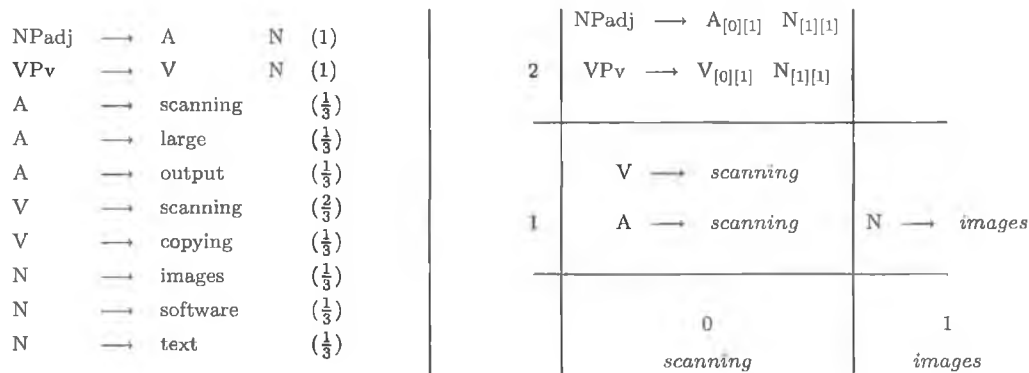 NPadj ⟶ A N (1)
VPv ⟶ V N (1)
A ⟶ scanning (1/3)
A ⟶ large (1/3)
A ⟶ output (1/3)
V ⟶ scanning (2/3)
V ⟶ copying (1/3)
N ⟶ images (1/3)
N ⟶ software (1/3)
N ⟶ text (1/3)
NPadj ⟶ A[0][1] N[1][1]
2 VPv ⟶ V[0][1] N[1][1]
V ⟶ scanning
1 A ⟶ scanning N ⟶ images
0 1
scanning images